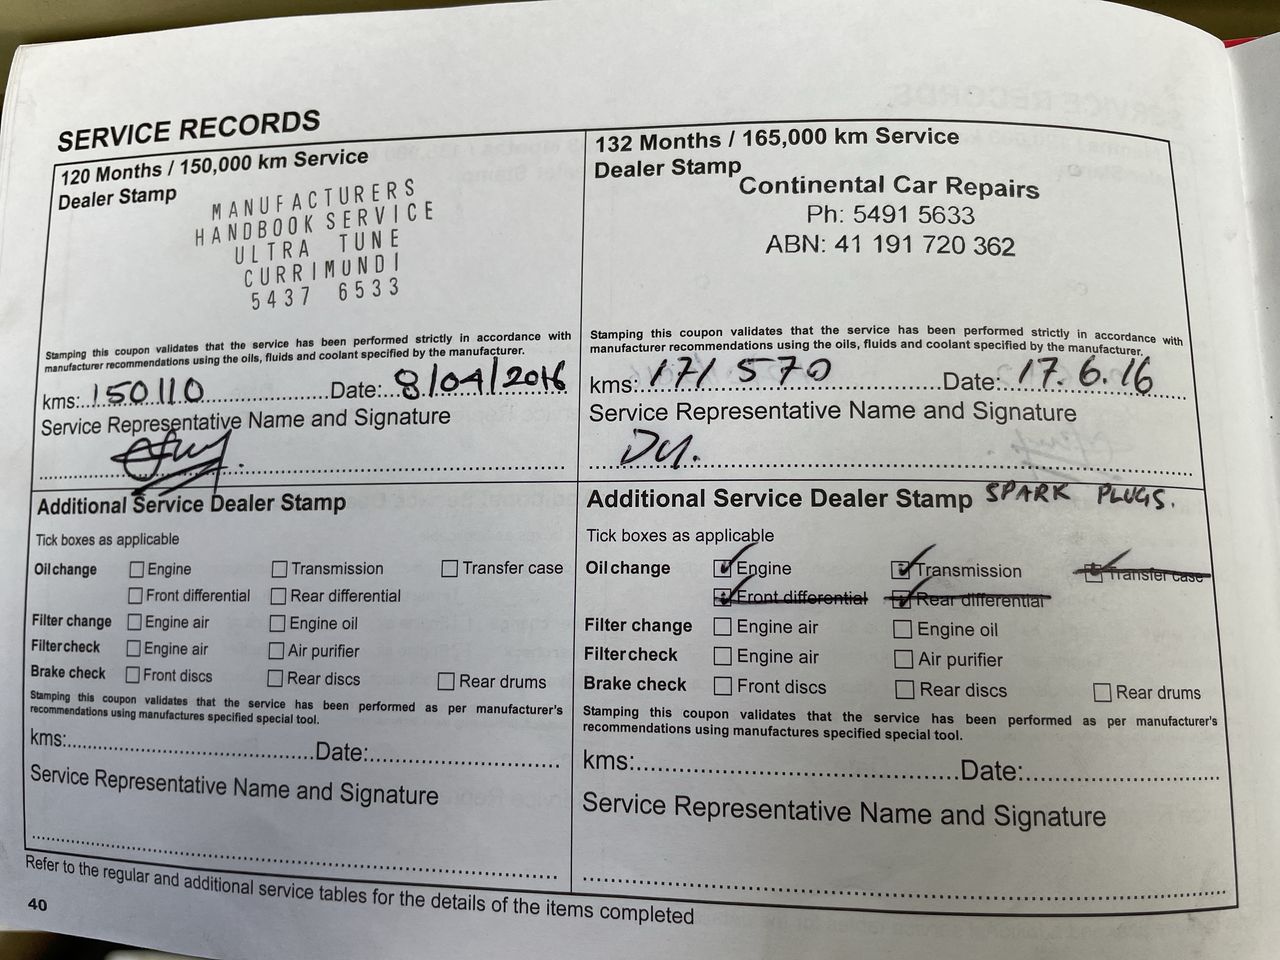 SERVICE RECORDS
120 Months / 150,000 km Service
Dealer Stamp
MANUFACTURERS
HANDBOOK SERVICE
ULTRA TUNE
CURRIMUNDI
5437 6533
Stamping this coupon validates that the service has been performed strictly in accordance with
manufacturer recommendations using the oils, fluids and coolant specified by the manufacturer.
kms: 150110 Date: 8/04/2016
Service Representative Name and Signature
Additional Service Dealer Stamp
Tick boxes as applicable
Oil change Engine Transmission Transfer case
Front differential Rear differential
Filter change Engine air Engine oil
Filter check Engine air Air purifier
Brake check Front discs Rear discs Rear drums
Stamping this coupon validates that the service has been performed as per manufacturer's
recommendations using manufactures specified special tool.
kms: Date:
Service Representative Name and Signature
132 Months / 165,000 km Service
Dealer Stamp
Continental Car Repairs
Ph: 5491 5633
ABN: 41 191 720 362
Stamping this coupon validates that the service has been performed strictly in accordance with
manufacturer recommendations using the oils, fluids and coolant specified by the manufacturer.
kms: 171570 Date: 17.6.16
Service Representative Name and Signature
Additional Service Dealer Stamp SPARK PLUGS.
Tick boxes as applicable
Oil change Engine Transmission Transfer case
Front differential Rear differential
Filter change Engine air Engine oil
Filter check Engine air Air purifier
Brake check Front discs Rear discs Rear drums
Stamping this coupon validates that the service has been performed as per manufacturer's
recommendations using manufactures specified special tool.
kms: Date:
Service Representative Name and Signature
Refer to the regular and additional service tables for the details of the items completed
40